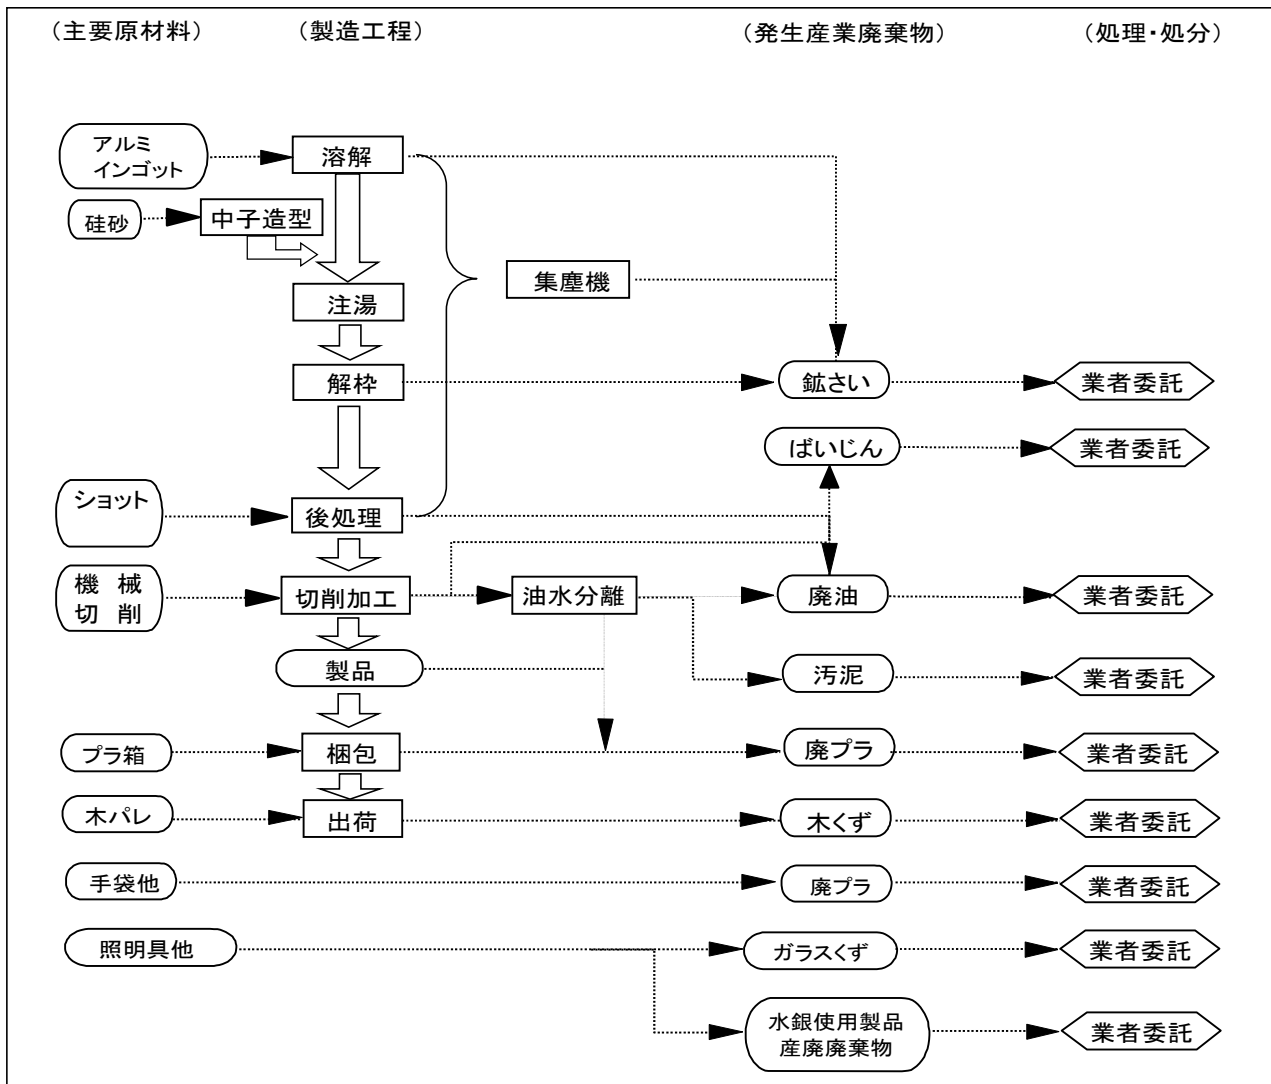 （主要原材料）
（製造工程）
（発生産業廃棄物）
（処理・処分）
アルミ
インゴット
溶解
硅砂
中子造型
集塵機
注湯
解枠
鉱さい
業者委託
ばいじん
業者委託
ショット
後処理
機 械
切 削
切削加工
油水分離
廃油
業者委託
製品
汚泥
業者委託
プラ箱
梱包
廃プラ
業者委託
木パレ
出荷
木くず
業者委託
手袋他
廃プラ
業者委託
照明具他
ガラスくず
業者委託
水銀使用製品
産廃廃棄物
業者委託